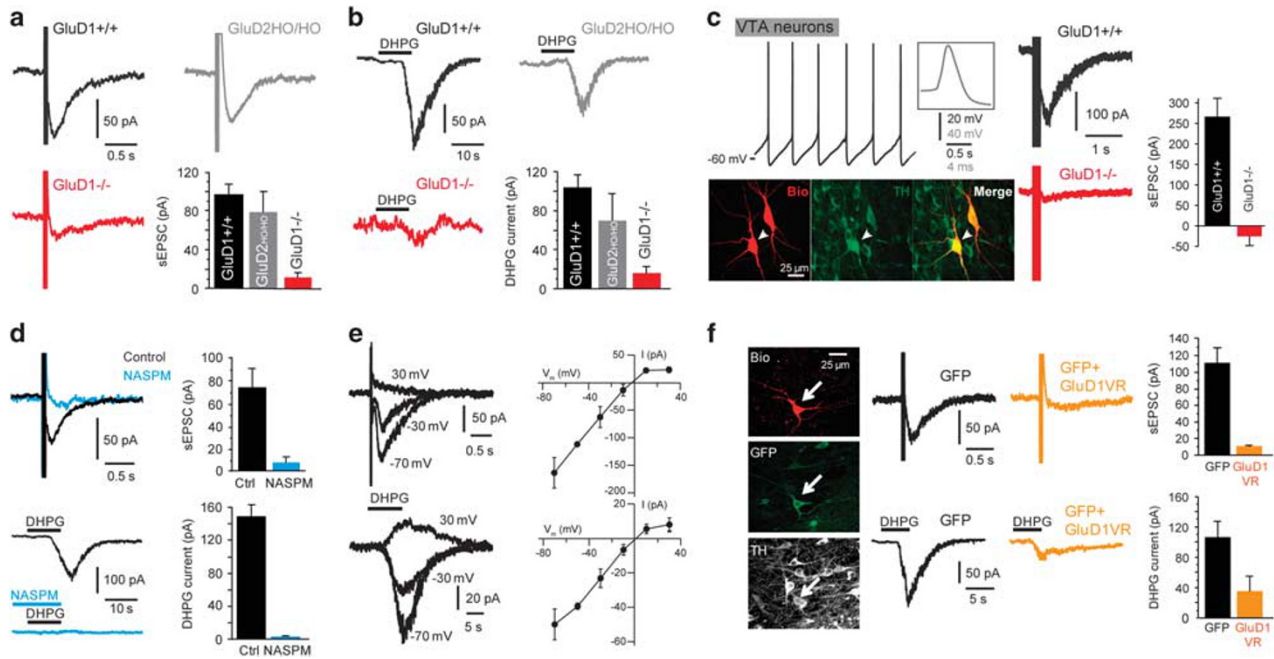 a
GluD1+/+
GluD2HO/HO
50 pA
0.5 s
GluD1-/-
sEPSC (pA)
120
80
40
0
GluD1+/+
GluD2HO/HO
GluD1-/-
b
DHPG
GluD1+/+
DHPG
GluD2HO/HO
50 pA
10 s
GluD1-/-
DHPG
DHPG current (pA)
120
80
40
0
GluD1+/+
GluD2HO/HO
GluD1-/-
c
VTA neurons
-60 mV
20 mV
40 mV
0.5 s
4 ms
Bio
TH
Merge
25 µm
GluD1+/+
100 pA
1 s
GluD1-/-
sEPSC (pA)
300
250
200
150
100
50
0
-50
GluD1+/+
GluD1-/-
d
Control
NASPM
50 pA
0.5 s
sEPSC (pA)
100
80
60
40
20
0
Ctrl NASPM
DHPG
100 pA
10 s
NASPM
DHPG
DHPG current (pA)
160
120
80
40
0
Ctrl NASPM
e
30 mV
-30 mV
-70 mV
50 pA
0.5 s
I (pA)
50
Vm (mV)
-80 -40 40
-50
-100
-150
-200
DHPG
30 mV
-30 mV
-70 mV
20 pA
5 s
I (pA)
20
Vm (mV)
-80 -40 40
-20
-40
-60
f
Bio
25 µm
GFP
TH
GFP
50 pA
0.5 s
GFP+
GluD1VR
sEPSC (pA)
140
120
100
80
60
40
20
0
GFP GluD1
VR
DHPG
GFP
DHPG
GFP+
GluD1VR
50 pA
5 s
DHPG current (pA)
160
120
80
40
0
GFP GluD1
VR